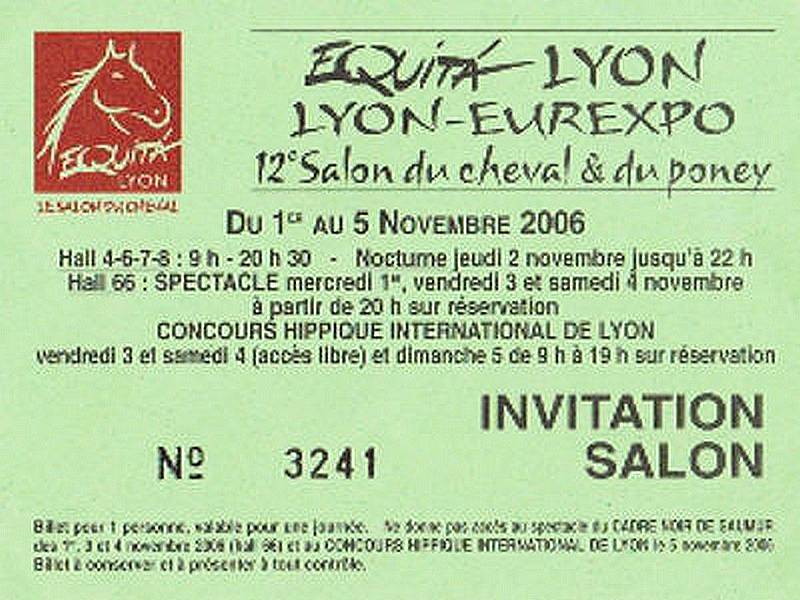 EQUITÁ LYON
LE SALON DU CHEVAL
EQUITÁ-LYON
LYON-EUREXPO
12e Salon du cheval & du poney
DU 1ER AU 5 NOVEMBRE 2006
Hall 4-6-7-8 : 9 h - 20 h 30 - Nocturne jeudi 2 novembre jusqu'à 22 h
Hall 66 : SPECTACLE mercredi 1er, vendredi 3 et samedi 4 novembre
à partir de 20 h sur réservation
CONCOURS HIPPIQUE INTERNATIONAL DE LYON
vendredi 3 et samedi 4 (accès libre) et dimanche 5 de 9 h à 19 h sur réservation
INVITATION
SALON
Nº 3241
Billet pour 1 personne, valable pour une journée. Ne donne pas accès au spectacle du CADRE NOIR DE SAUMUR
des 1er, 3 et 4 novembre 2006 (hall 66) et au CONCOURS HIPPIQUE INTERNATIONAL DE LYON le 5 novembre 2006
Billet à conserver et à présenter à tout contrôle.